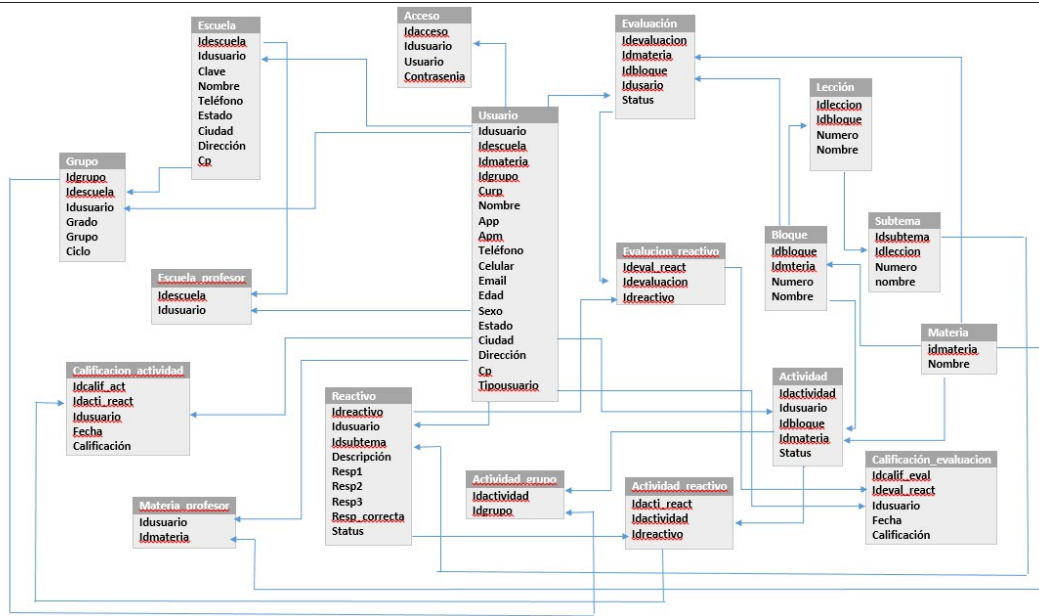 Escuela
Idescuela
Idusuario
Clave
Nombre
Teléfono
Estado
Ciudad
Dirección
Cp
Acceso
Idacceso
Idusuario
Usuario
Contrasenia
Evaluación
Idevaluacion
Idmateria
Idbloque
Idusario
Status
Lección
Idleccion
Idbloque
Numero
Nombre
Usuario
Idusuario
Idescuela
Idmateria
Idgrupo
Curp
Nombre
App
Apm
Teléfono
Celular
Email
Edad
Sexo
Estado
Ciudad
Dirección
Cp
Tipousuario
Grupo
Idgrupo
Idescuela
Idusuario
Grado
Grupo
Ciclo
Subtema
Idsubtema
Idleccion
Numero
nombre
Bloque
Idbloque
Idmteria
Numero
Nombre
Evalucion_reactivo
Ideval_react
Idevaluacion
Idreactivo
Escuela_profesor
Idescuela
Idusuario
Materia
idmateria
Nombre
Calificacion_actividad
Idcalif_act
Idacti_react
Idusuario
Fecha
Calificación
Actividad
Idactividad
Idusuario
Idbloque
Idmateria
Status
Reactivo
Idreactivo
Idusuario
Idsubtema
Descripción
Resp1
Resp2
Resp3
Resp_correcta
Status
Calificación_evaluacion
Idcalif_eval
Ideval_react
Idusuario
Fecha
Calificación
Actividad_grupo
Idactividad
Idgrupo
Actividad_reactivo
Idacti_react
Idactividad
Idreactivo
Materia_profesor
Idusuario
Idmateria